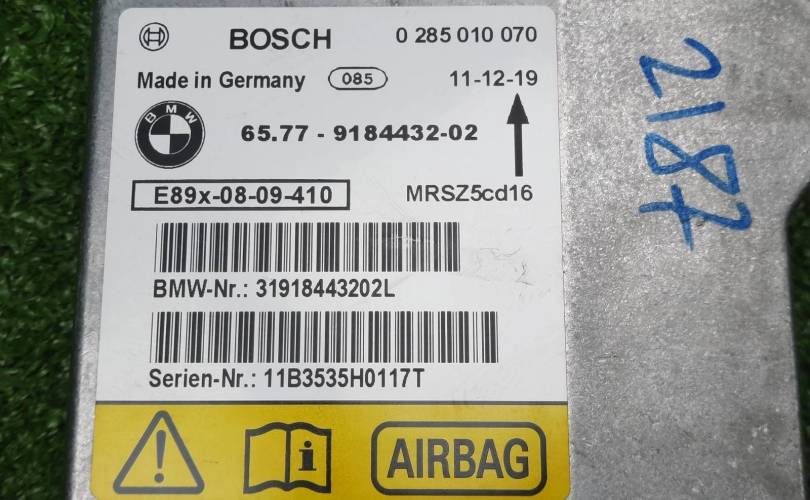 BOSCH 0 285 010 070
Made in Germany 085 11-12-19
BMW
65.77 - 9184432-02
E89x-08-09-410 MRSZ5cd16
BMW-Nr.: 31918443202L
Serien-Nr.: 11B3535H0117T
AIRBAG
2187